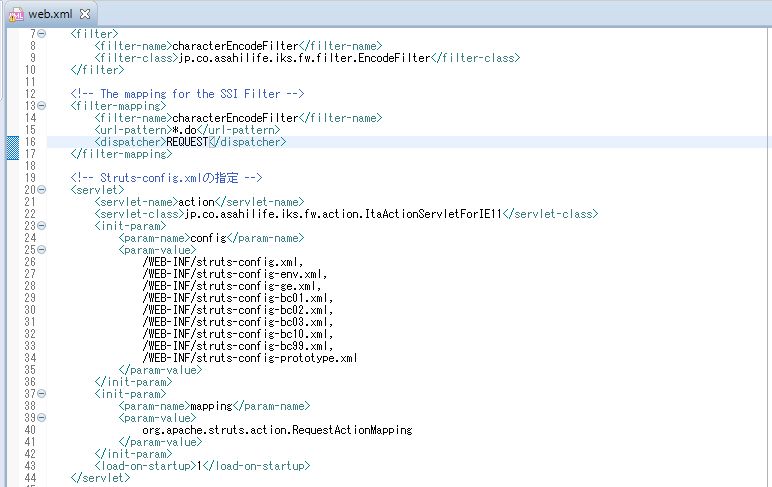 web.xml
7 <filter>
8 <filter-name>characterEncodeFilter</filter-name>
9 <filter-class>jp.co.asahilife.iks.fw.filter.EncodeFilter</filter-class>
10 </filter>
11
12 <!-- The mapping for the SSI Filter -->
13 <filter-mapping>
14 <filter-name>characterEncodeFilter</filter-name>
15 <url-pattern>*.do</url-pattern>
16 <dispatcher>REQUEST</dispatcher>
17 </filter-mapping>
18
19 <!-- Struts-config.xmlの指定 -->
20 <servlet>
21 <servlet-name>action</servlet-name>
22 <servlet-class>jp.co.asahilife.iks.fw.action.ItaActionServletForIE11</servlet-class>
23 <init-param>
24 <param-name>config</param-name>
25 <param-value>
26 /WEB-INF/struts-config.xml,
27 /WEB-INF/struts-config-env.xml,
28 /WEB-INF/struts-config-ge.xml,
29 /WEB-INF/struts-config-bc01.xml,
30 /WEB-INF/struts-config-bc02.xml,
31 /WEB-INF/struts-config-bc03.xml,
32 /WEB-INF/struts-config-bc10.xml,
33 /WEB-INF/struts-config-bc99.xml,
34 /WEB-INF/struts-config-prototype.xml
35 </param-value>
36 </init-param>
37 <init-param>
38 <param-name>mapping</param-name>
39 <param-value>
40 org.apache.struts.action.RequestActionMapping
41 </param-value>
42 </init-param>
43 <load-on-startup>1</load-on-startup>
44 </servlet>